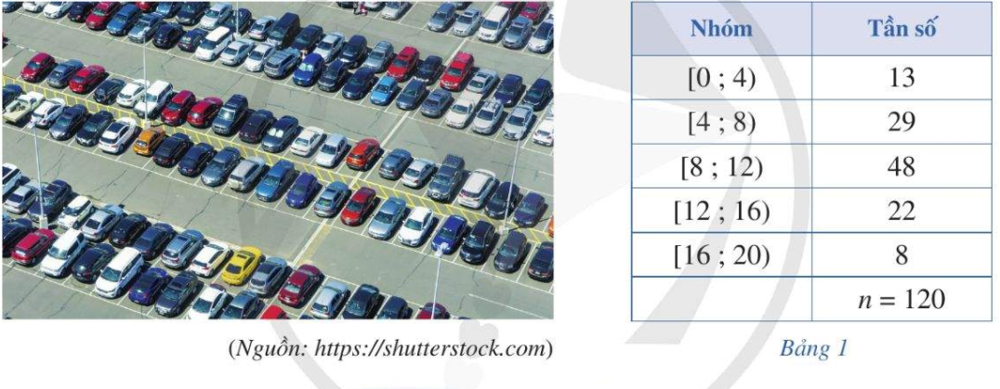 Nhóm Tần số
[0 ; 4) 13
[4 ; 8) 29
[8 ; 12) 48
[12 ; 16) 22
[16 ; 20) 8
n = 120
(Nguồn: https://shutterstock.com)
Bảng 1